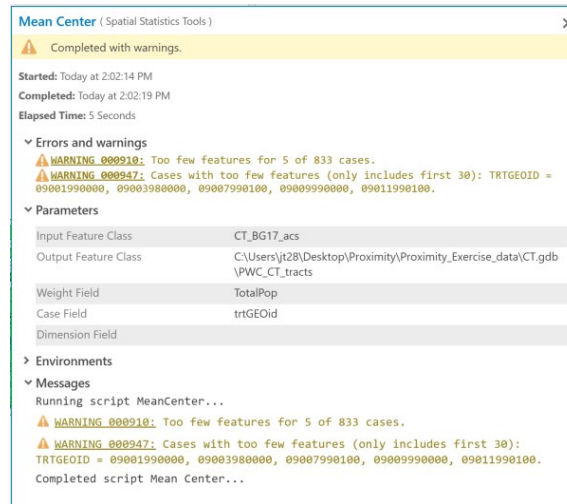 Mean Center ( Spatial Statistics Tools )
Completed with warnings.
Started: Today at 2:02:14 PM
Completed: Today at 2:02:19 PM
Elapsed Time: 5 Seconds
Errors and warnings
WARNING 000910: Too few features for 5 of 833 cases.
WARNING 000947: Cases with too few features (only includes first 30): TRTGEOID =
09001990000, 09003980000, 09007990100, 09009990000, 09011990100.
Parameters
Input Feature Class CT_BG17_acs
Output Feature Class C:\Users\jt28\Desktop\Proximity\Proximity_Exercise_data\CT.gdb
\PWC_CT_tracts
Weight Field TotalPop
Case Field trtGEOid
Dimension Field
Environments
Messages
Running script MeanCenter...
WARNING 000910: Too few features for 5 of 833 cases.
WARNING 000947: Cases with too few features (only includes first 30):
TRTGEOID = 09001990000, 09003980000, 09007990100, 09009990000, 09011990100.
Completed script Mean Center...